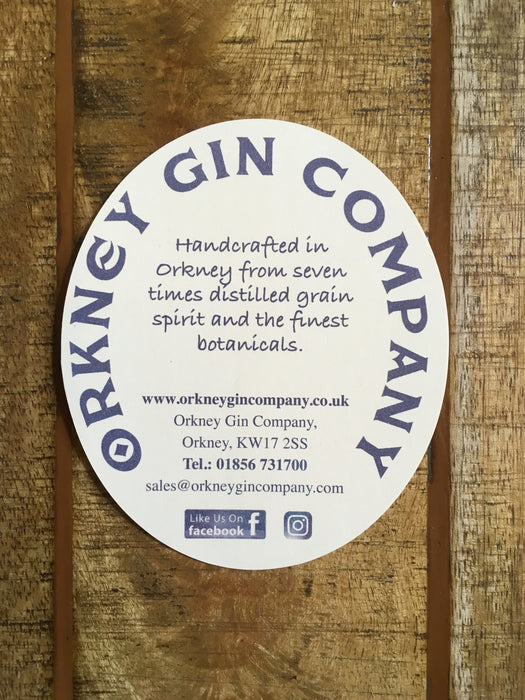 ORKNEY GIN COMPANY
Handcrafted in
Orkney from seven
times distilled grain
spirit and the finest
botanicals.
www.orkneygincompany.co.uk
Orkney Gin Company,
Orkney, KW17 2SS
Tel.: 01856 731700
sales@orkneygincompany.com
Like Us On
facebook f